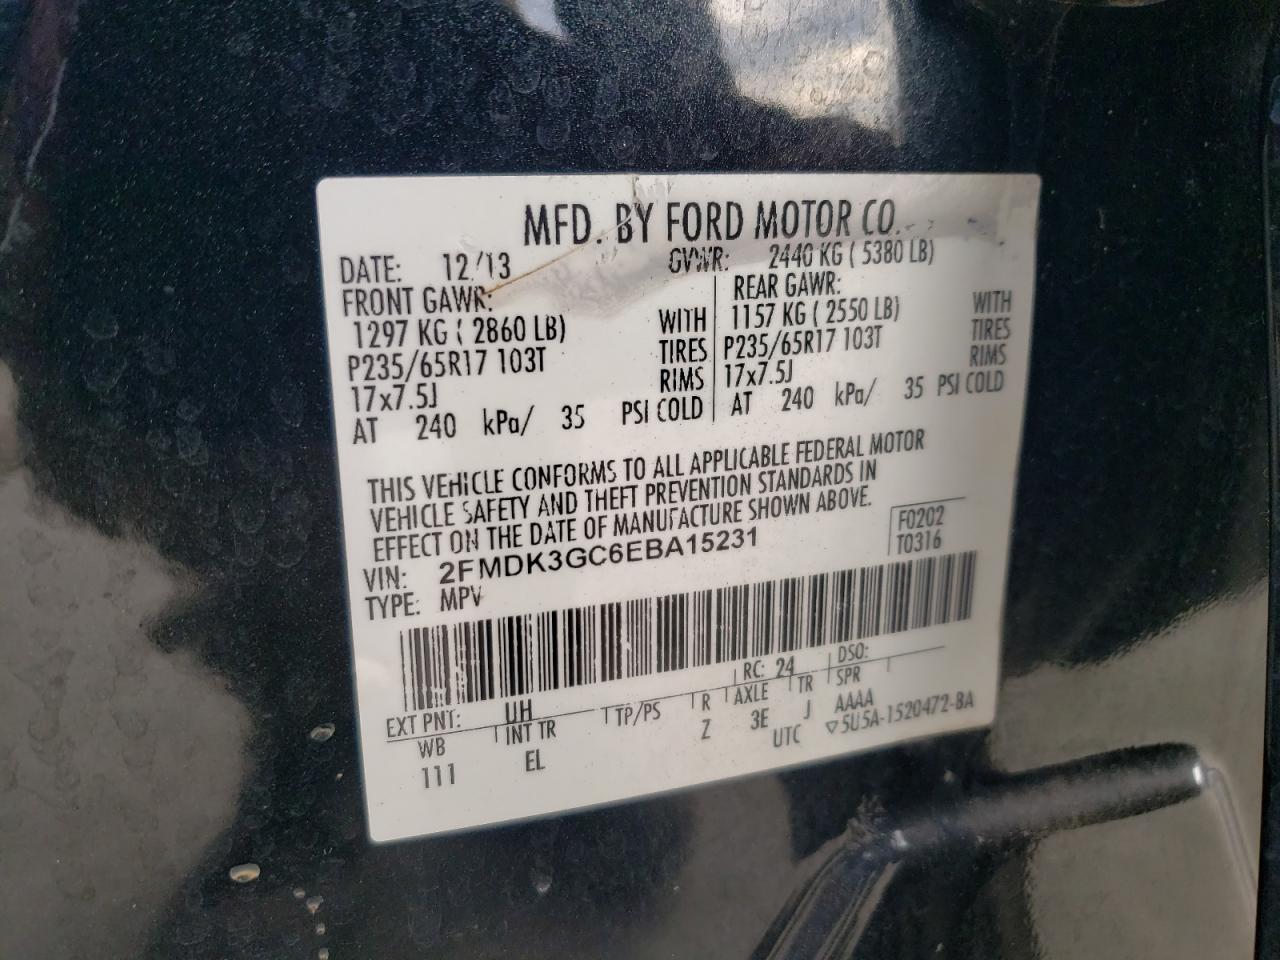 MFD. BY FORD MOTOR CO.
DATE: 12/13 GVWR: 2440 KG ( 5380 LB)
FRONT GAWR: REAR GAWR:
1297 KG ( 2860 LB) WITH 1157 KG ( 2550 LB) WITH
P235/65R17 103T TIRES P235/65R17 103T TIRES
17x7.5J RIMS 17x7.5J RIMS
AT 240 kPa/ 35 PSI COLD AT 240 kPa/ 35 PSI COLD
THIS VEHICLE CONFORMS TO ALL APPLICABLE FEDERAL MOTOR
VEHICLE SAFETY AND THEFT PREVENTION STANDARDS IN
EFFECT ON THE DATE OF MANUFACTURE SHOWN ABOVE.
F0202
VIN: 2FMDK3GC6EBA15231 T0316
TYPE: MPV
EXT PNT: UH RC: 24 DSO:
WB INT TR TP/PS R AXLE TR SPR
111 EL Z 3E J AAAA
UTC ▽5U5A-1520472-BA